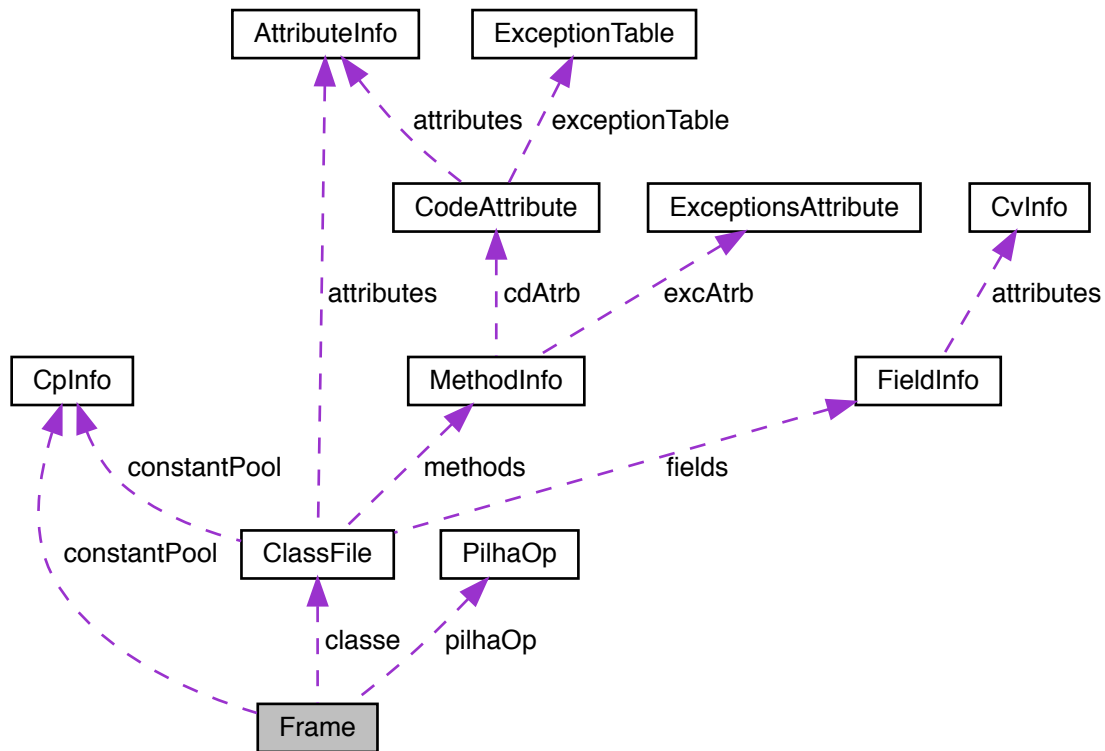 AttributeInfo
ExceptionTable
attributes
exceptionTable
CodeAttribute
ExceptionsAttribute
CvInfo
attributes
cdAtrb
excAtrb
attributes
CpInfo
MethodInfo
FieldInfo
constantPool
methods
fields
constantPool
ClassFile
PilhaOp
classe
pilhaOp
Frame